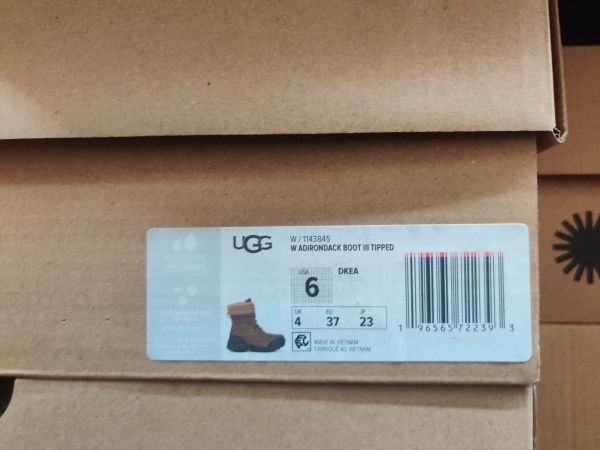 UGG
W / 1143845
W ADIRONDACK BOOT III TIPPED
USA
6
DKEA
UK EU JP
4 37 23
MADE IN VIETNAM
FABRIQUÉ AU VIETNAM
1 96565 72239 3